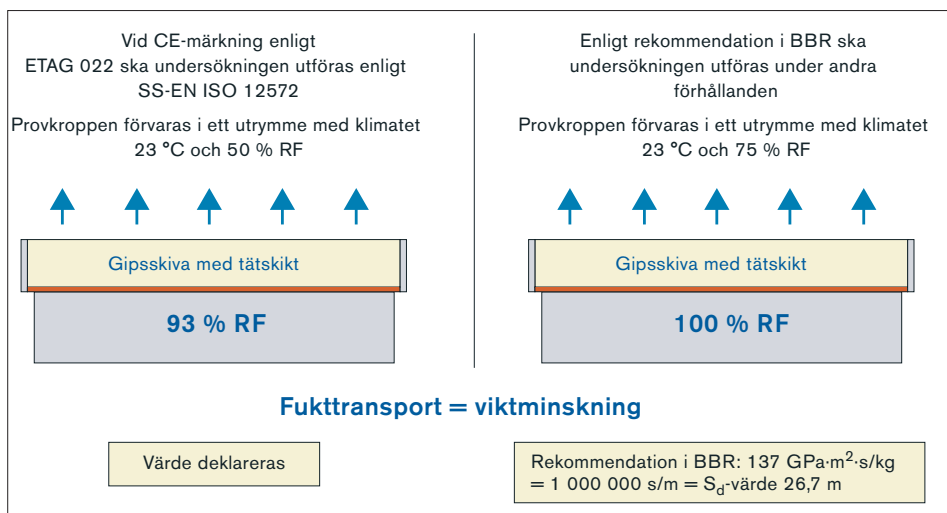 Vid CE-märkning enligt
ETAG 022 ska undersökningen utföras enligt
SS-EN ISO 12572
Provkroppen förvaras i ett utrymme med klimatet
23 °C och 50 % RF
Gipsskiva med tätskikt
93 % RF
Enligt rekommendation i BBR ska
undersökningen utföras under andra
förhållanden
Provkroppen förvaras i ett utrymme med klimatet
23 °C och 75 % RF
Gipsskiva med tätskikt
100 % RF
Fukttransport = viktminskning
Värde deklareras
Rekommendation i BBR: 137 GPa·m²·s/kg
= 1 000 000 s/m = S_d-värde 26,7 m